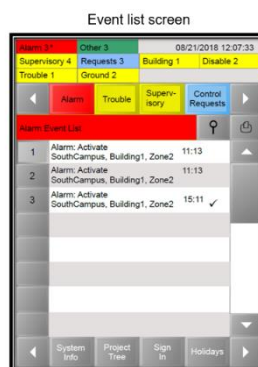 Event list screen
Alarm 3* Other 3 08/21/2018 12:07:33
Supervisory 4 Requests 3 Building 1 Disable 2
Trouble 1 Ground 2
Alarm Trouble Superv-
isory Control
Requests
Alarm Event List
1 Alarm: Activate 11:13
SouthCampus, Building1, Zone2
2 Alarm: Activate 11:13
SouthCampus, Building1, Zone2
3 Alarm: Activate 15:11 ✓
SouthCampus, Building1, Zone2
System
Info Project
Tree Sign
In Holidays